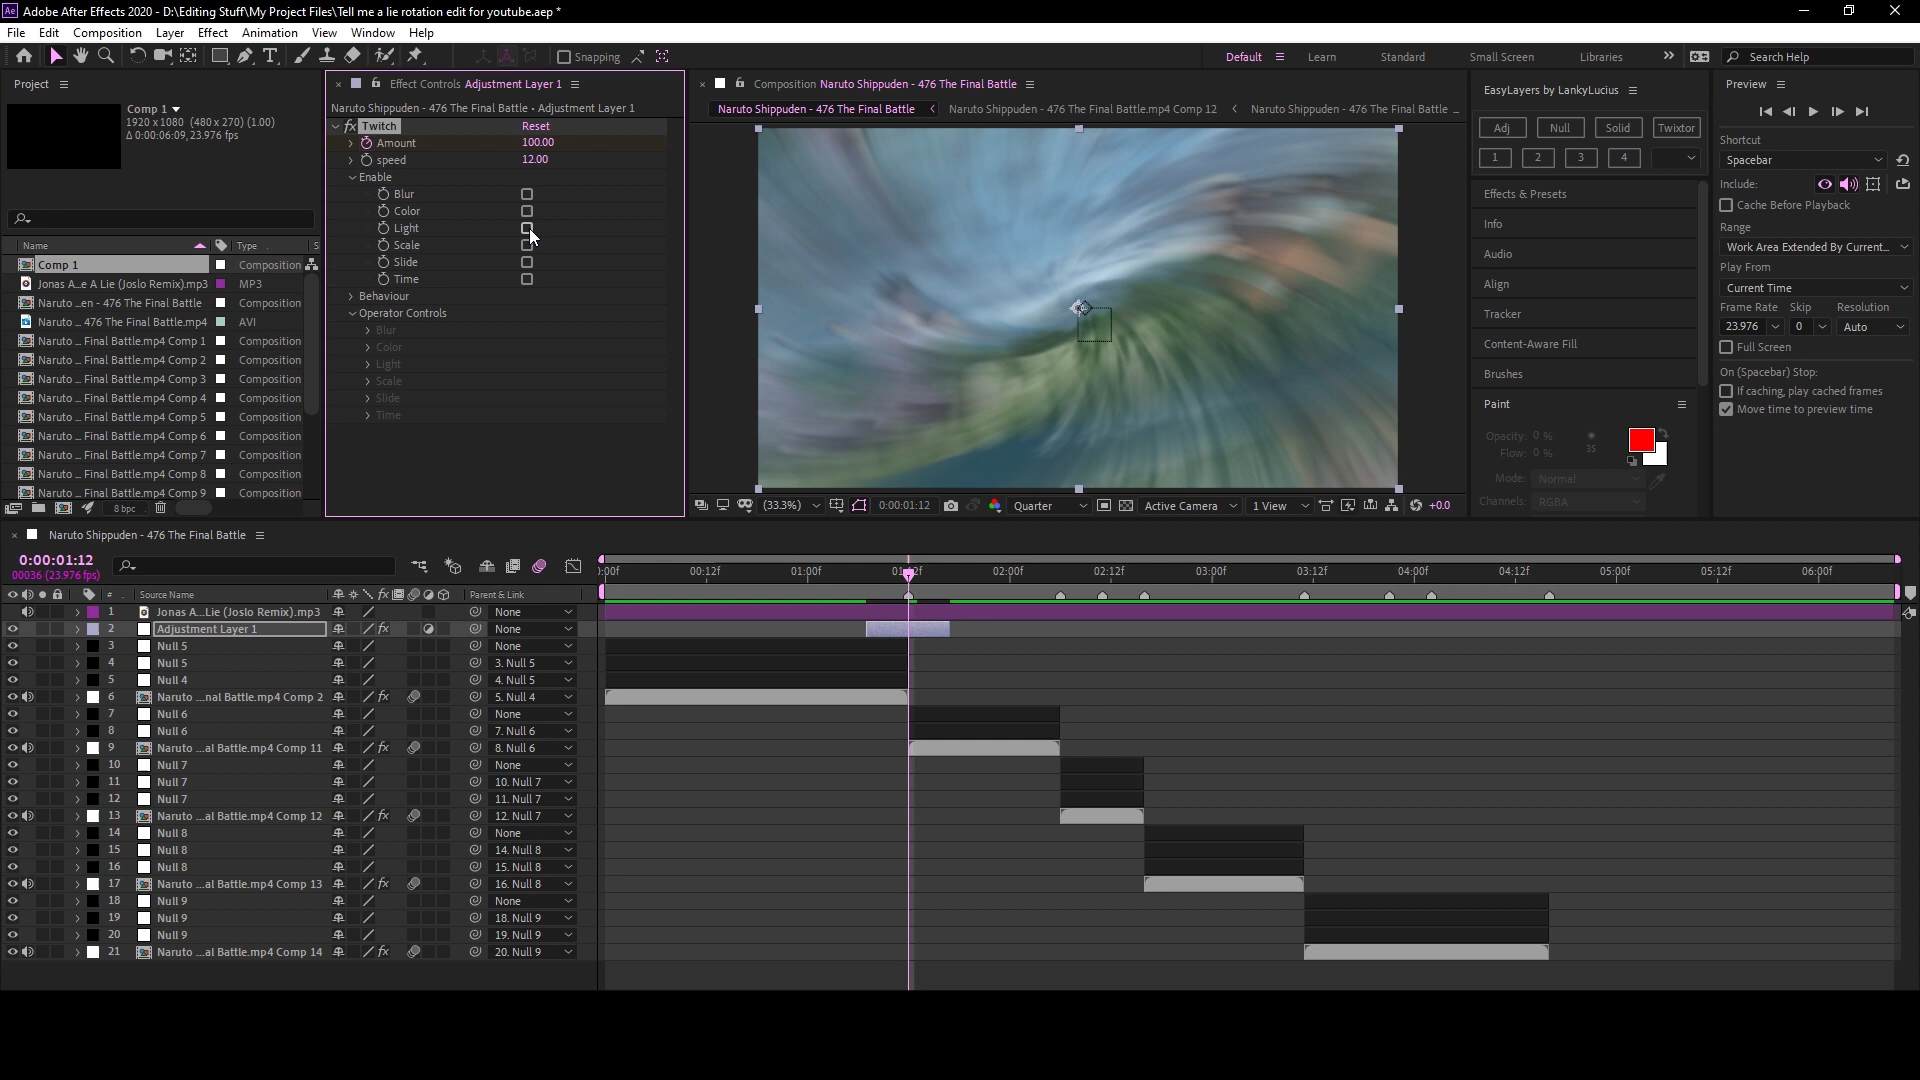 Ae Adobe After Effects 2020 - D:\Editing Stuff\My Project Files\Tell me a lie rotation edit for youtube.aep *
File Edit Composition Layer Effect Animation View Window Help
Snapping
Default Learn Standard Small Screen Libraries Search Help
Project
Comp 1
1920 x 1080 (480 x 270) (1.00)
Δ 0:00:06:09, 23.976 fps
Name Type S
Comp 1 Composition
Jonas A...e A Lie (Joslo Remix).mp3 MP3
Naruto ...en - 476 The Final Battle Composition
Naruto ... 476 The Final Battle.mp4 AVI
Naruto ... Final Battle.mp4 Comp 1 Composition
Naruto ... Final Battle.mp4 Comp 2 Composition
Naruto ... Final Battle.mp4 Comp 3 Composition
Naruto ... Final Battle.mp4 Comp 4 Composition
Naruto ... Final Battle.mp4 Comp 5 Composition
Naruto ... Final Battle.mp4 Comp 6 Composition
Naruto ... Final Battle.mp4 Comp 7 Composition
Naruto ... Final Battle.mp4 Comp 8 Composition
Naruto ... Final Battle.mp4 Comp 9 Composition
8 bpc
Effect Controls Adjustment Layer 1
Naruto Shippuden - 476 The Final Battle • Adjustment Layer 1
fx Twitch Reset
Amount 100.00
speed 12.00
Enable
Blur
Color
Light
Scale
Slide
Time
Behaviour
Operator Controls
Blur
Color
Light
Scale
Slide
Time
Composition Naruto Shippuden - 476 The Final Battle
Naruto Shippuden - 476 The Final Battle Naruto Shippuden - 476 The Final Battle.mp4 Comp 12 Naruto Shippuden - 476 The Final Battle ...
(33.3%) 0:00:01:12 Quarter Active Camera 1 View +0.0
EasyLayers by LankyLucius
Adj Null Solid Twixtor
1 2 3 4
Effects & Presets
Info
Audio
Align
Tracker
Content-Aware Fill
Brushes
Paint
Opacity: 0 %
Flow: 0 %
35
Mode: Normal
Channels: RGBA
Preview
Shortcut
Spacebar
Include:
Cache Before Playback
Range
Work Area Extended By Current...
Play From
Current Time
Frame Rate Skip Resolution
23.976 0 Auto
Full Screen
On (Spacebar) Stop:
If caching, play cached frames
Move time to preview time
Naruto Shippuden - 476 The Final Battle
0:00:01:12
00036 (23.976 fps)
:00f 00:12f 01:00f 01:12f 02:00f 02:12f 03:00f 03:12f 04:00f 04:12f 05:00f 05:12f 06:00f
# Source Name fx Parent & Link
1 Jonas A...Lie (Joslo Remix).mp3 None
2 Adjustment Layer 1 fx None
3 Null 5 None
4 Null 5 3. Null 5
5 Null 4 4. Null 5
6 Naruto ...nal Battle.mp4 Comp 2 fx 5. Null 4
7 Null 6 None
8 Null 6 7. Null 6
9 Naruto ...al Battle.mp4 Comp 11 fx 8. Null 6
10 Null 7 None
11 Null 7 10. Null 7
12 Null 7 11. Null 7
13 Naruto ...al Battle.mp4 Comp 12 fx 12. Null 7
14 Null 8 None
15 Null 8 14. Null 8
16 Null 8 15. Null 8
17 Naruto ...al Battle.mp4 Comp 13 fx 16. Null 8
18 Null 9 None
19 Null 9 18. Null 9
20 Null 9 19. Null 9
21 Naruto ...al Battle.mp4 Comp 14 fx 20. Null 9